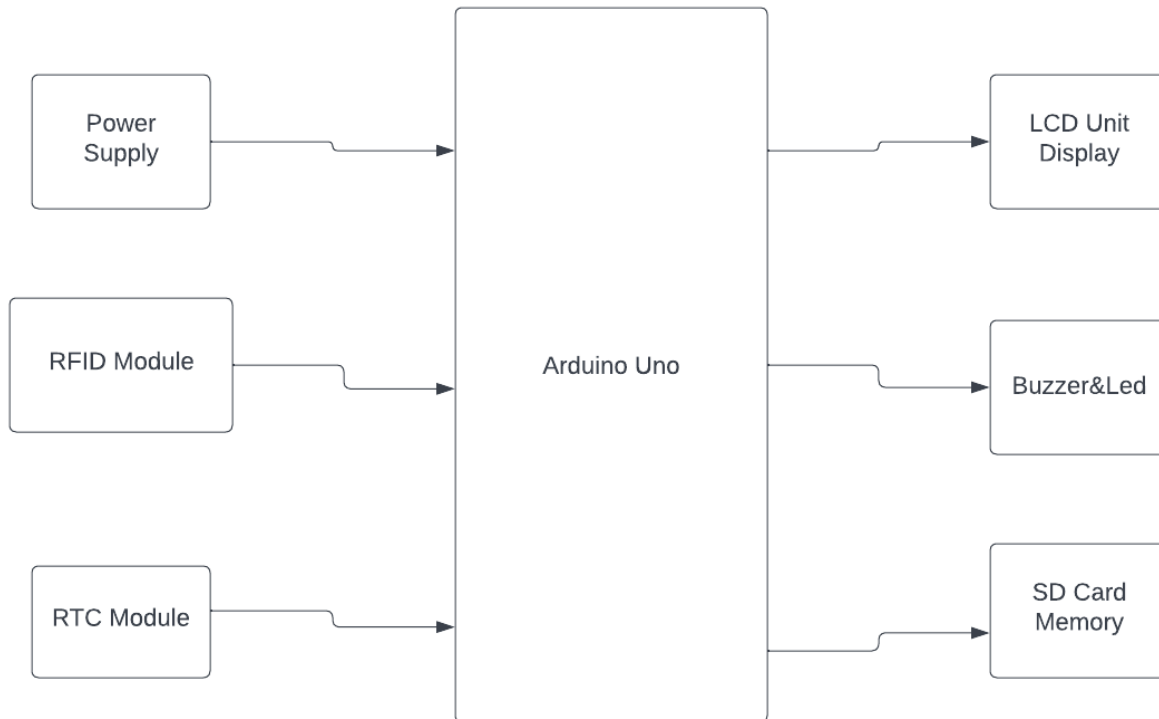 Power
Supply
LCD Unit
Display
RFID Module
Arduino Uno
Buzzer&Led
RTC Module
SD Card
Memory